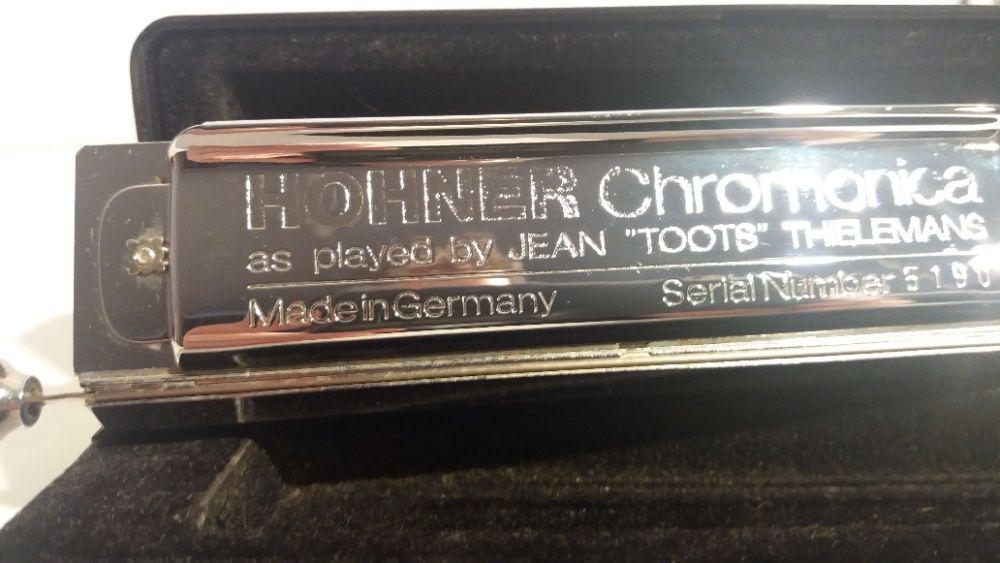 HOHNER Chromonica
as played by JEAN "TOOTS" THIELEMANS
Made in Germany Serial Number 5190